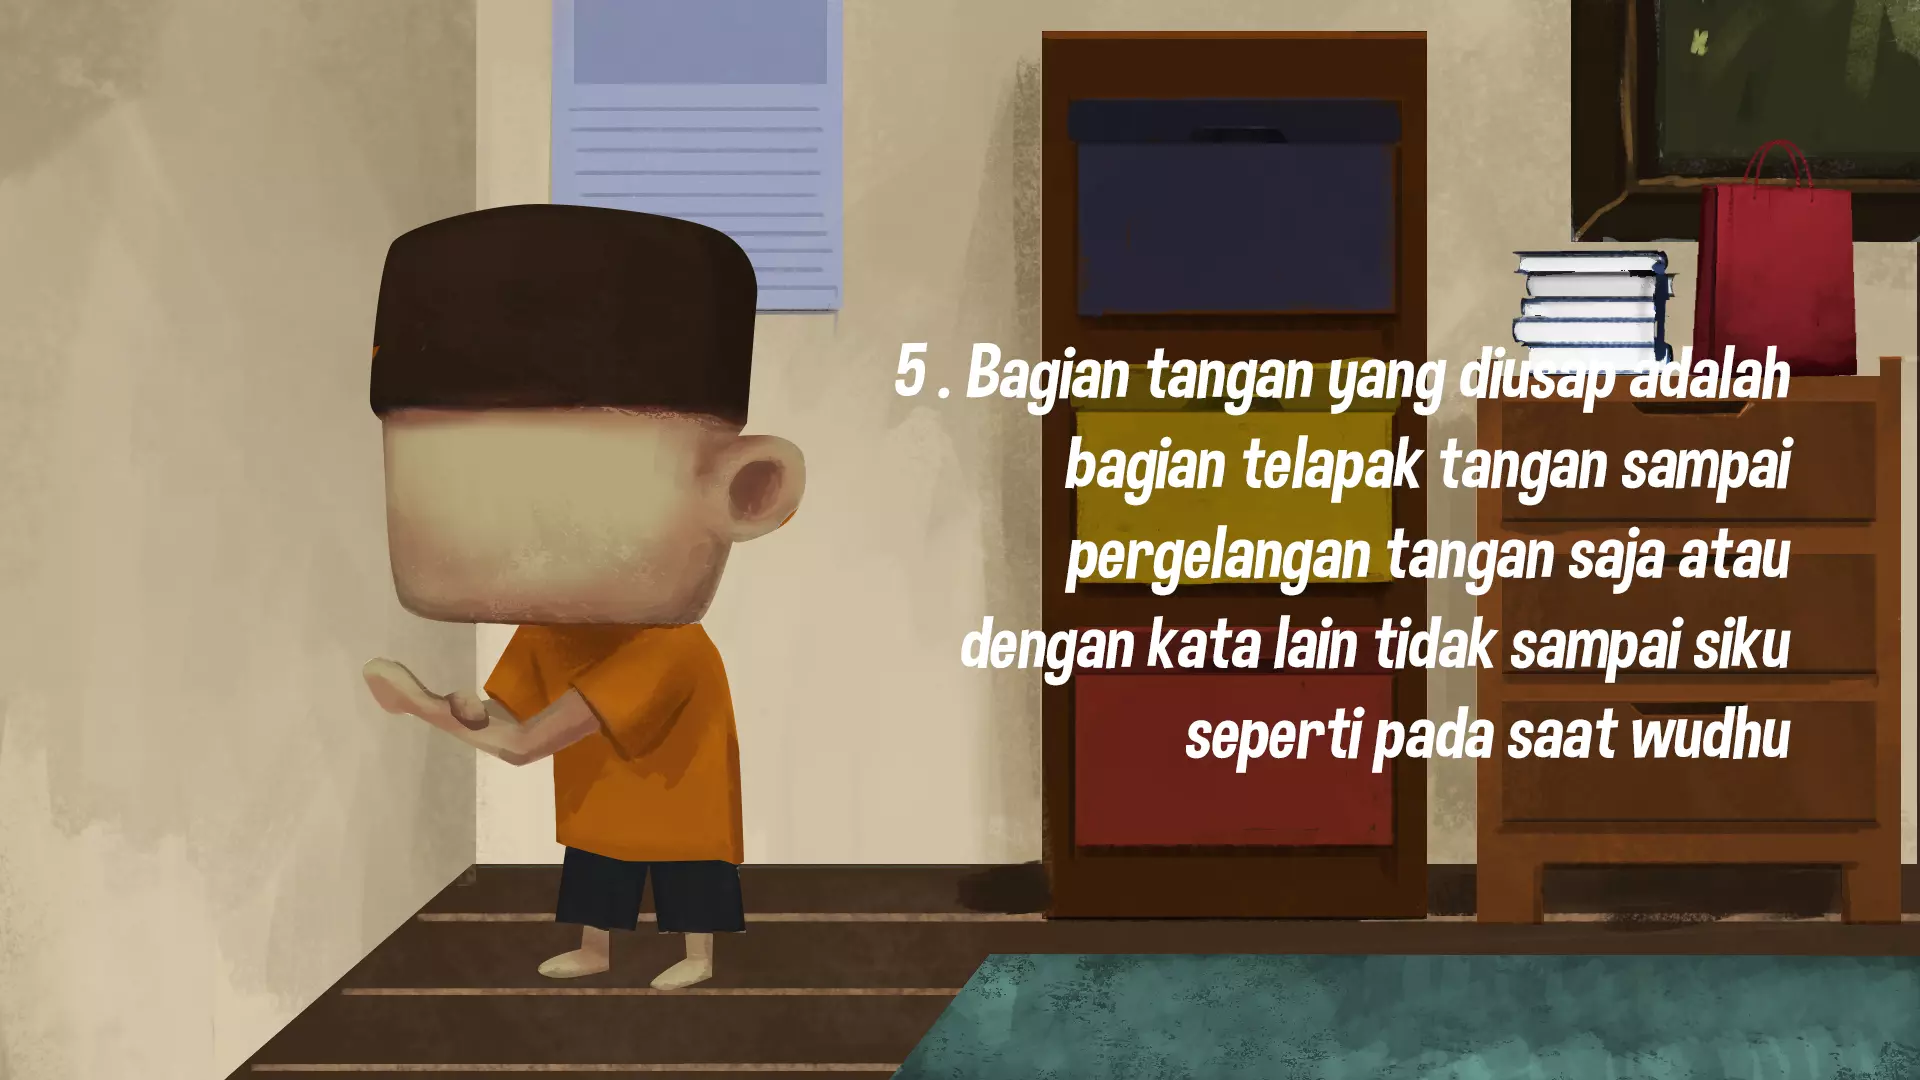 5 . Bagian tangan yang diusap adalah
bagian telapak tangan sampai
pergelangan tangan saja atau
dengan kata lain tidak sampai siku
seperti pada saat wudhu